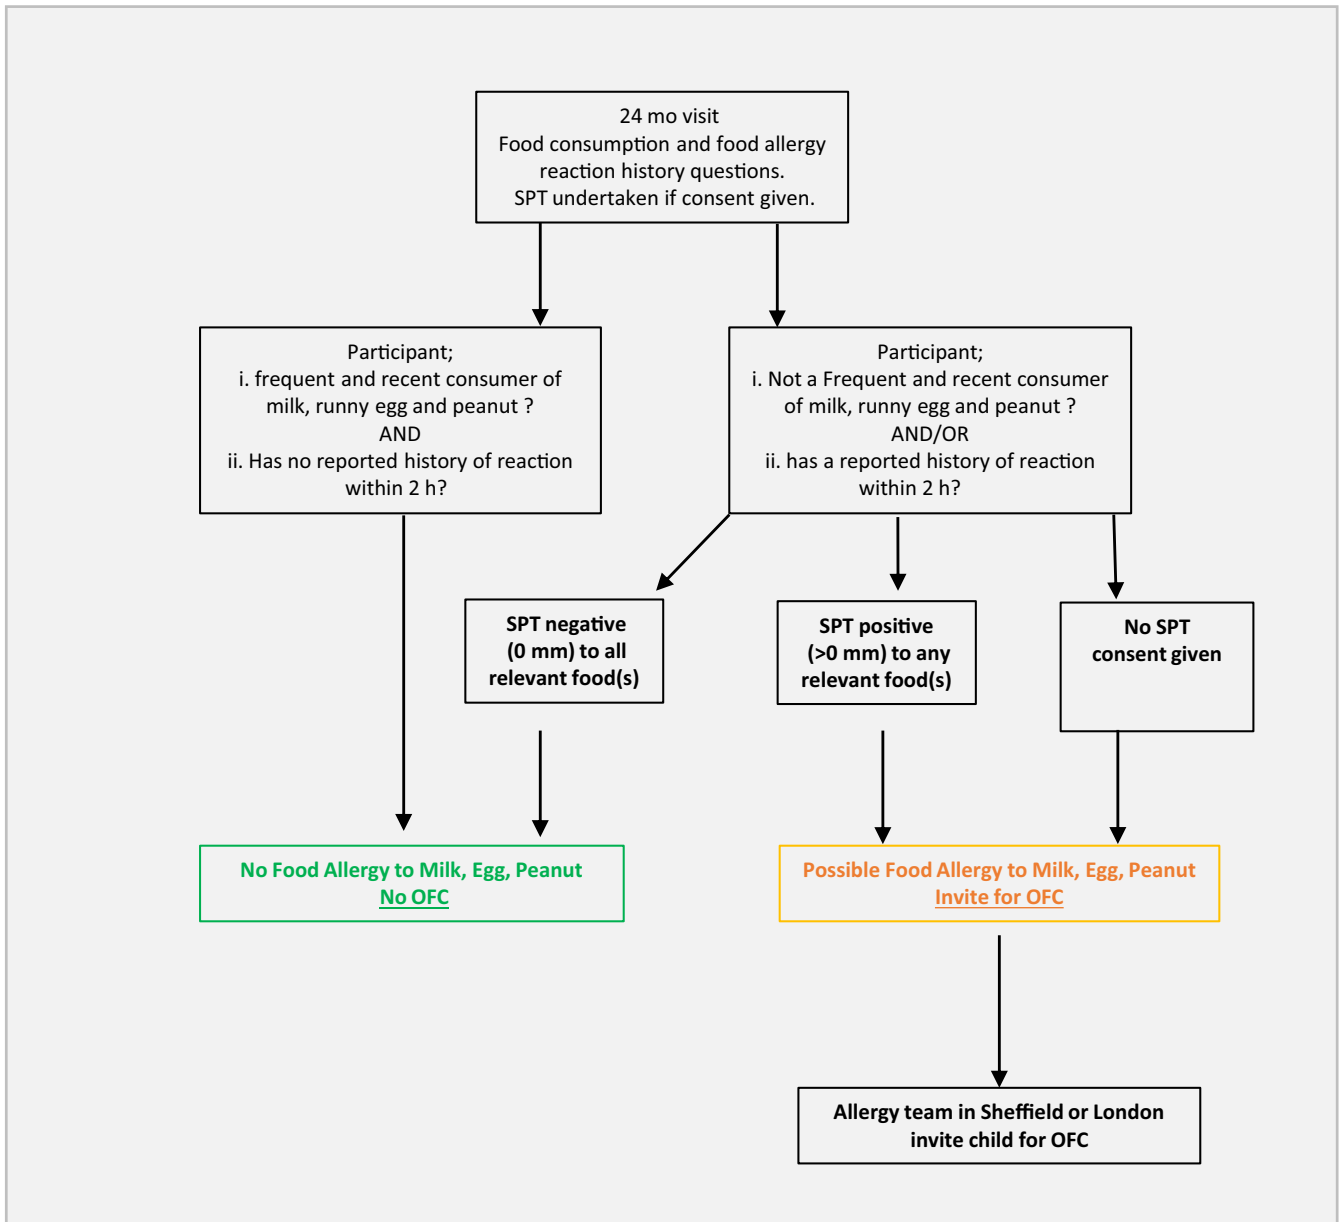 24 mo visit
Food consumption and food allergy
reaction history questions.
SPT undertaken if consent given.
Participant;
i. frequent and recent consumer of
milk, runny egg and peanut ?
AND
ii. Has no reported history of reaction
within 2 h?
Participant;
i. Not a Frequent and recent consumer
of milk, runny egg and peanut ?
AND/OR
ii. has a reported history of reaction
within 2 h?
SPT negative
(0 mm) to all
relevant food(s)
SPT positive
(>0 mm) to any
relevant food(s)
No SPT
consent given
No Food Allergy to Milk, Egg, Peanut
No OFC
Possible Food Allergy to Milk, Egg, Peanut
Invite for OFC
Allergy team in Sheffield or London
invite child for OFC